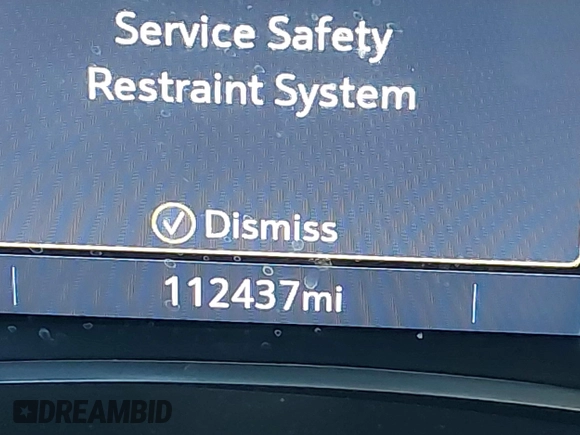 Service Safety
Restraint System
Dismiss
112437mi
DREAMBID